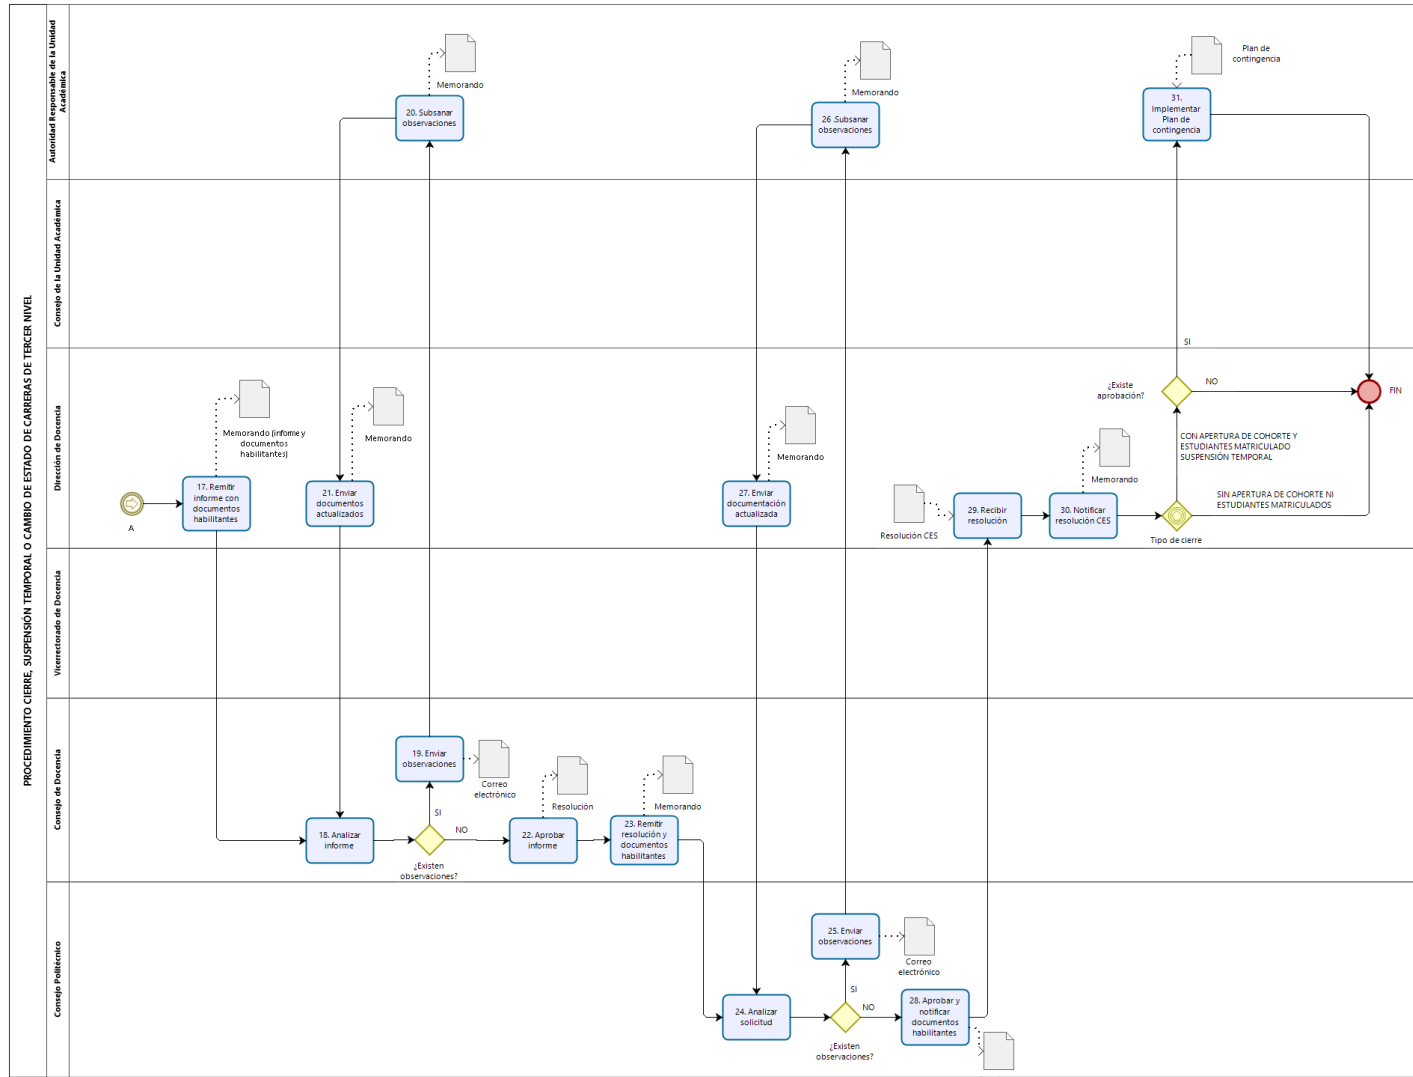 PROCEDIMIENTO CIERRE, SUSPENSIÓN TEMPORAL O CAMBIO DE ESTADO DE CARRERAS DE TERCER NIVEL
Autoridad Responsable de la Unidad
Académica
Memorando
20. Subsanar
observaciones
Memorando
26 .Subsanar
observaciones
Plan de
contingencia
31.
Implementar
Plan de
contingencia
Consejo de la Unidad Académica
SI
Dirección de Docencia
A
17. Remitir
informe con
documentos
habilitantes
Memorando (informe y
documentos
habilitantes)
21. Enviar
documentos
actualizados
Memorando
27. Enviar
documentación
actualizada
Memorando
Resolución CES
29. Recibir
resolución
30. Notificar
resolución CES
Memorando
¿Existe
aprobación?
NO
FIN
CON APERTURA DE COHORTE Y
ESTUDIANTES MATRICULADO
SUSPENSIÓN TEMPORAL
SIN APERTURA DE COHORTE NI
ESTUDIANTES MATRICULADOS
Tipo de cierre
Vicerrectorado de Docencia
Consejo de Docencia
18. Analizar
informe
19. Enviar
observaciones
Correo
electrónico
SI
NO
¿Existen
observaciones?
22. Aprobar
informe
Resolución
23. Remitir
resolución y
documentos
habilitantes
Memorando
Consejo Politécnico
24. Analizar
solicitud
25. Enviar
observaciones
Correo
electrónico
SI
NO
¿Existen
observaciones?
28. Aprobar y
notificar
documentos
habilitantes